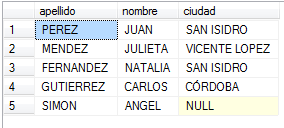 apellido nombre ciudad
1 PEREZ JUAN SAN ISIDRO
2 MENDEZ JULIETA VICENTE LOPEZ
3 FERNANDEZ NATALIA SAN ISIDRO
4 GUTIERREZ CARLOS CÓRDOBA
5 SIMON ANGEL NULL